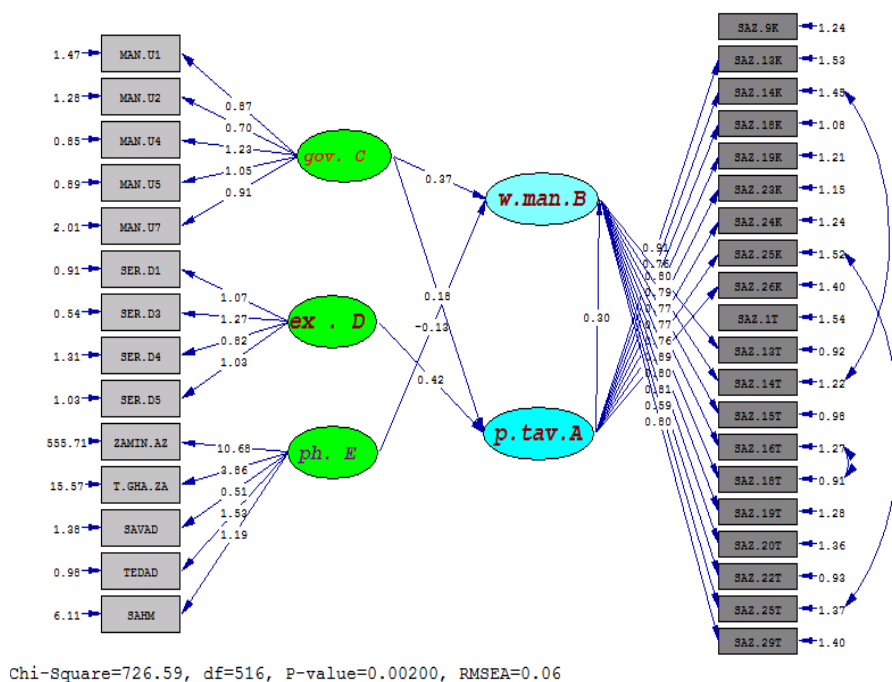 1.47 MAN.U1
1.28 MAN.U2
0.85 MAN.U4
0.89 MAN.U5
2.01 MAN.U7
0.91 SER.D1
0.54 SER.D3
1.31 SER.D4
1.03 SER.D5
555.71 ZAMIN.AZ
15.57 T.GHA.ZA
1.38 SAVAD
0.98 TEDAD
6.11 SAHM
0.87
0.70
1.23
1.05
0.91
1.07
1.27
0.82
1.03
10.68
3.86
0.51
1.53
1.19
gov. C
ex . D
ph. E
0.37
0.18
-0.13
0.42
w.man.B
0.30
p.tav.A
0.91
0.76
0.80
0.79
0.77
0.77
0.76
0.89
0.80
0.81
0.59
0.80
SAZ.9K 1.24
SAZ.13K 1.53
SAZ.14K 1.48
SAZ.18K 1.08
SAZ.19K 1.21
SAZ.23K 1.15
SAZ.24K 1.24
SAZ.25K 1.52
SAZ.26K 1.40
SAZ.1T 1.54
SAZ.13T 0.92
SAZ.14T 1.22
SAZ.15T 0.98
SAZ.16T 1.27
SAZ.18T 0.91
SAZ.19T 1.28
SAZ.20T 1.36
SAZ.22T 0.93
SAZ.25T 1.37
SAZ.29T 1.40
Chi-Square=726.59, df=516, P-value=0.00200, RMSEA=0.06